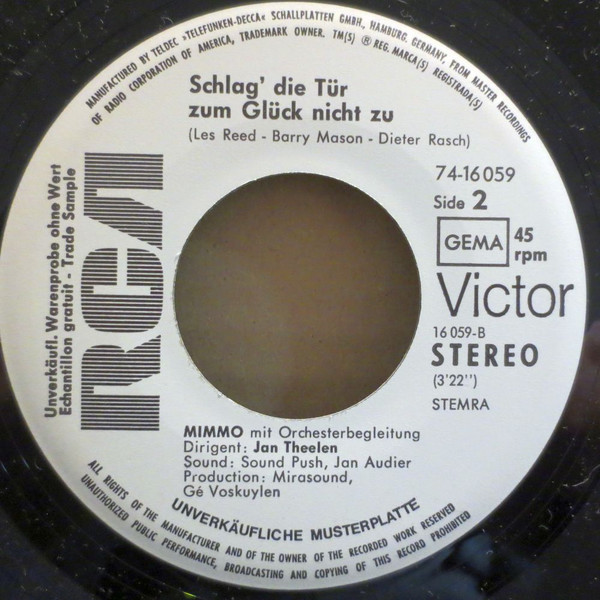 MANUFACTURED BY TELDEC »TELEFUNKEN-DECCA« SCHALLPLATTEN GMBH., HAMBURG, GERMANY, FROM MASTER RECORDINGS
OF RADIO CORPORATION OF AMERICA, TRADEMARK OWNER. TM(S) ® REG. MARCA(S) REGISTRADA(S)
Schlag' die Tür
zum Glück nicht zu
(Les Reed - Barry Mason - Dieter Rasch)
74-16059
Side 2
GEMA
45
rpm
Victor
16059-B
STEREO
(3'22'')
STEMRA
RCA
Unverkäufl. Warenprobe ohne Wert
Echantillon gratuit - Trade Sample
MIMMO mit Orchesterbegleitung
Dirigent: Jan Theelen
Sound: Sound Push, Jan Audier
Production: Mirasound,
Gé Voskuylen
UNVERKÄUFLICHE MUSTERPLATTE
ALL RIGHTS OF THE MANUFACTURER AND OF THE OWNER OF THE RECORDED WORK RESERVED
UNAUTHORIZED PUBLIC PERFORMANCE, BROADCASTING AND COPYING OF THIS RECORD PROHIBITED